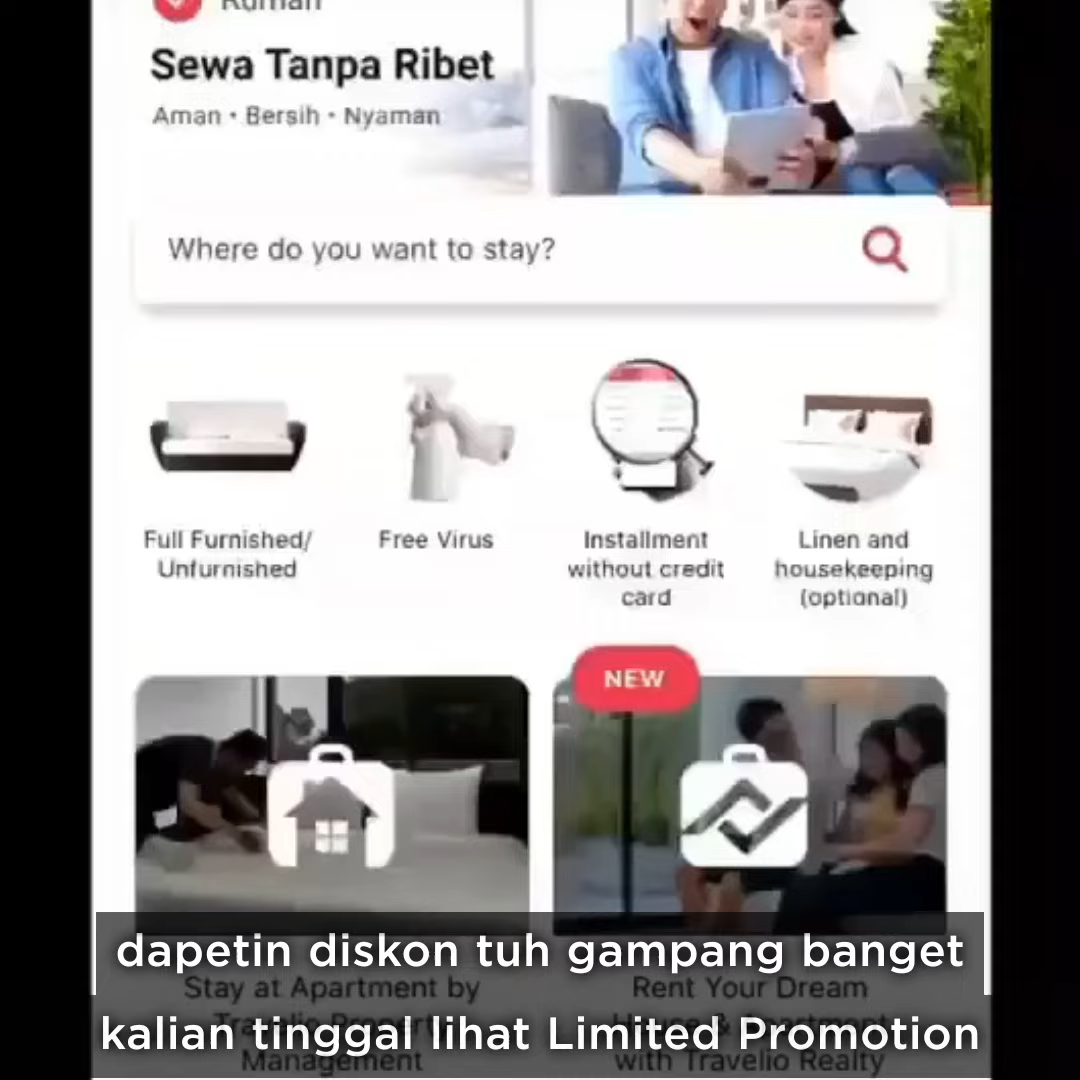 Rumah
Sewa Tanpa Ribet
Aman • Bersih • Nyaman
Where do you want to stay?
Full Furnished/
Unfurnished
Free Virus
Installment
without credit
card
Linen and
housekeeping
(optional)
NEW
dapetin diskon tuh gampang banget
Stay at Apartment by
Rent Your Dream
kalian tinggal lihat Limited Promotion
Management
with Travelio Realty